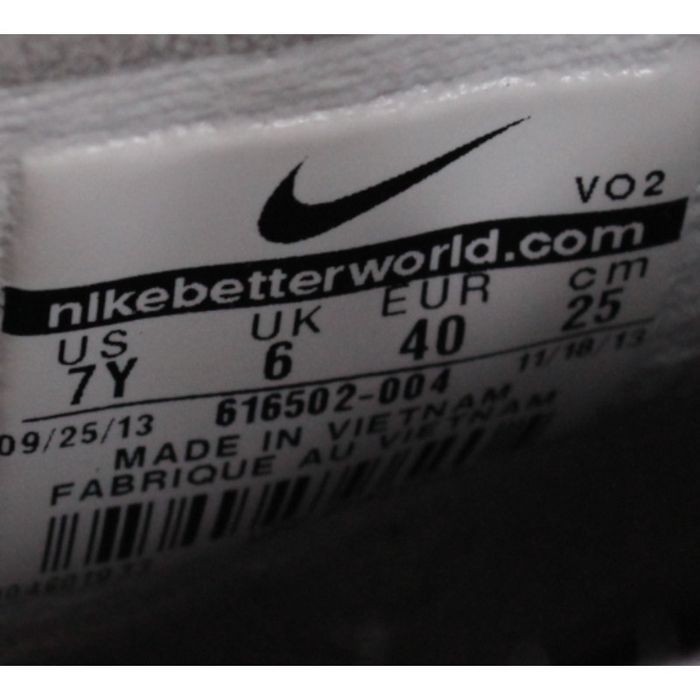 VO2
nikebetterworld.com
US UK EUR cm
7Y 6 40 25
09/25/13 616502-004 11/18/13
MADE IN VIETNAM
FABRIQUE AU VIETNAM